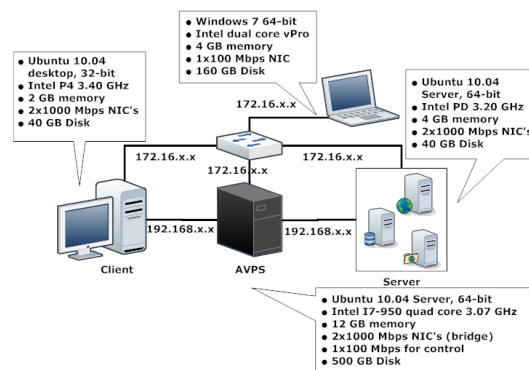 • Windows 7 64-bit
• Intel dual core vPro
• 4 GB memory
• 1x100 Mbps NIC
• 160 GB Disk
• Ubuntu 10.04
desktop, 32-bit
• Intel P4 3.40 GHz
• 2 GB memory
• 2x1000 Mbps NIC's
• 40 GB Disk
• Ubuntu 10.04
Server, 64-bit
• Intel PD 3.20 GHz
• 4 GB memory
• 2x1000 Mbps NIC's
• 40 GB Disk
172.16.x.x
172.16.x.x
172.16.x.x
172.16.x.x
192.168.x.x
192.168.x.x
Client
AVPS
Server
• Ubuntu 10.04 Server, 64-bit
• Intel I7-950 quad core 3.07 GHz
• 12 GB memory
• 2x1000 Mbps NIC's (bridge)
• 1x100 Mbps for control
• 500 GB Disk